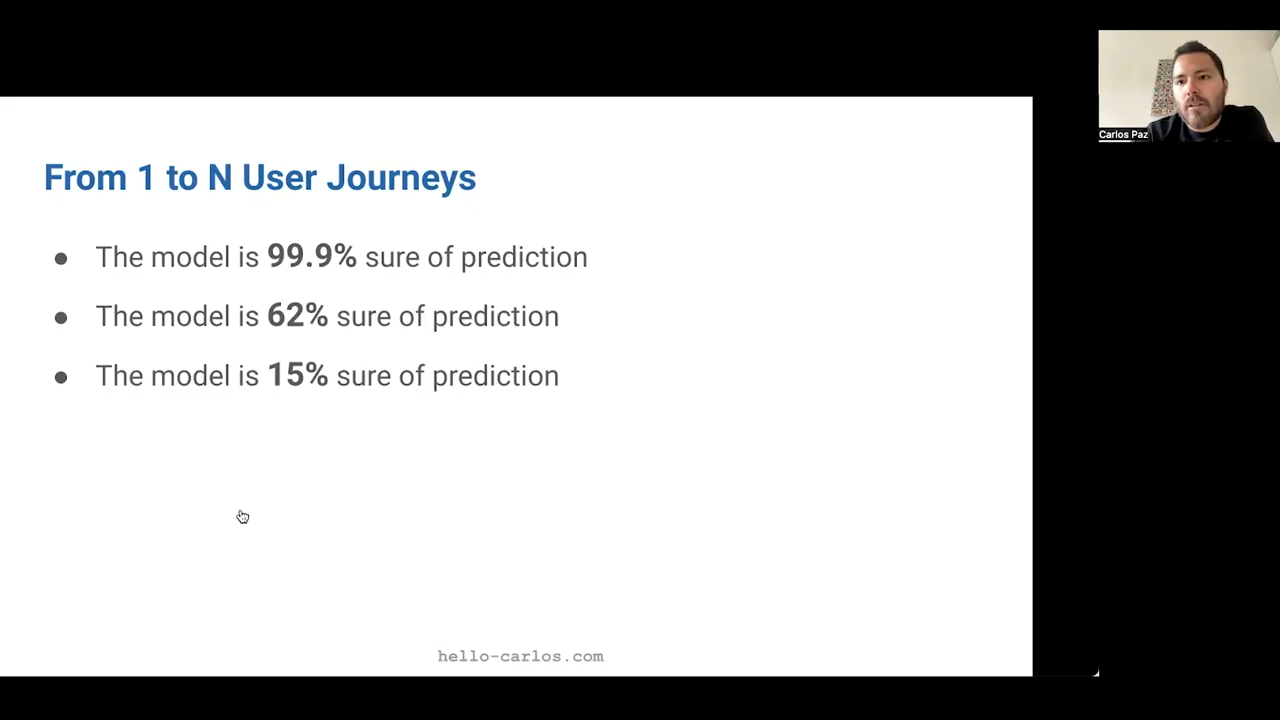 From 1 to N User Journeys
● The model is 99.9% sure of prediction
● The model is 62% sure of prediction
● The model is 15% sure of prediction
hello-carlos.com
Carlos Paz